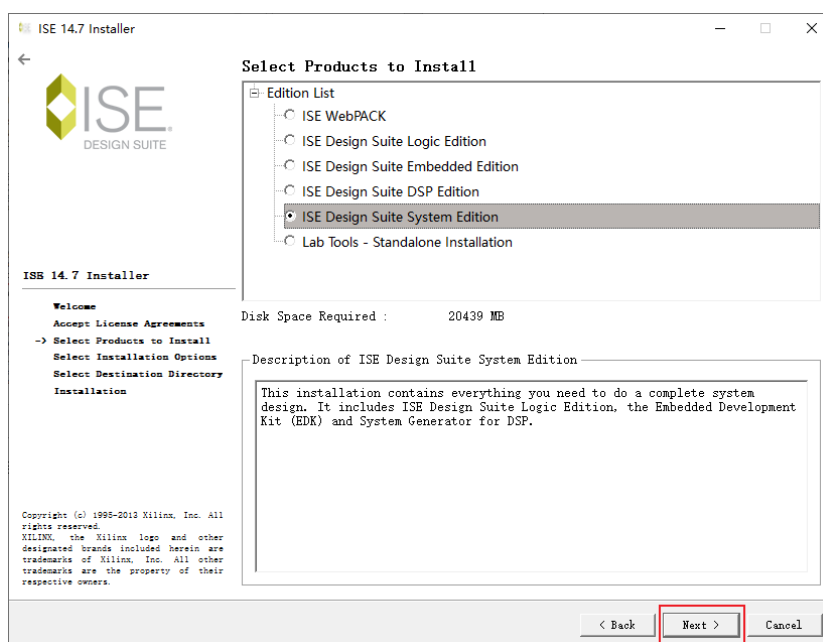 ISE 14.7 Installer
ISE.
DESIGN SUITE
Select Products to Install
Edition List
ISE WebPACK
ISE Design Suite Logic Edition
ISE Design Suite Embedded Edition
ISE Design Suite DSP Edition
ISE Design Suite System Edition
Lab Tools - Standalone Installation
Disk Space Required : 20439 MB
ISE 14.7 Installer
Welcome
Accept License Agreements
-> Select Products to Install
Select Installation Options
Select Destination Directory
Installation
Description of ISE Design Suite System Edition
This installation contains everything you need to do a complete system
design. It includes ISE Design Suite Logic Edition, the Embedded Development
Kit (EDK) and System Generator for DSP.
Copyright (c) 1995-2013 Xilinx, Inc. All
rights reserved.
XILINX, the Xilinx logo and other
designated brands included herein are
trademarks of Xilinx, Inc. All other
trademarks are the property of their
respective owners.
< Back Next > Cancel